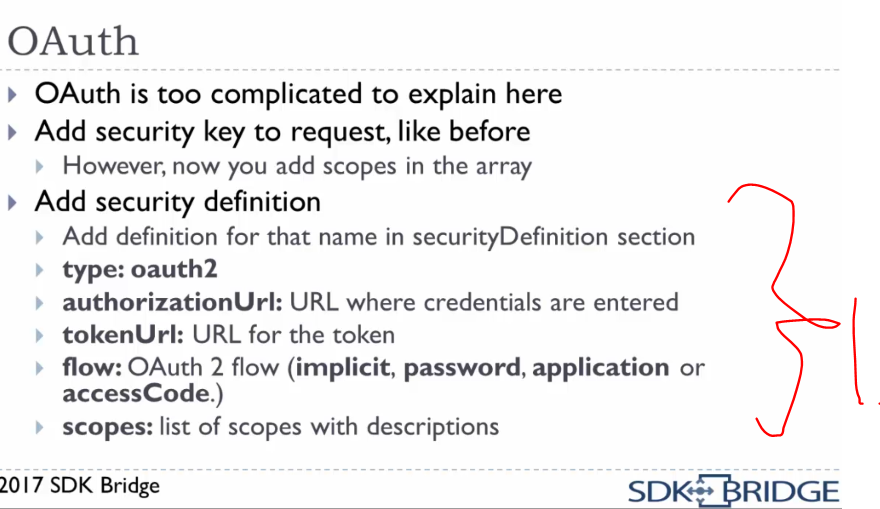 OAuth
OAuth is too complicated to explain here
Add security key to request, like before
However, now you add scopes in the array
Add security definition
Add definition for that name in securityDefinition section
type: oauth2
authorizationUrl: URL where credentials are entered
tokenUrl: URL for the token
flow: OAuth 2 flow (implicit, password, application or
accessCode.)
scopes: list of scopes with descriptions
2017 SDK Bridge
SDK BRIDGE